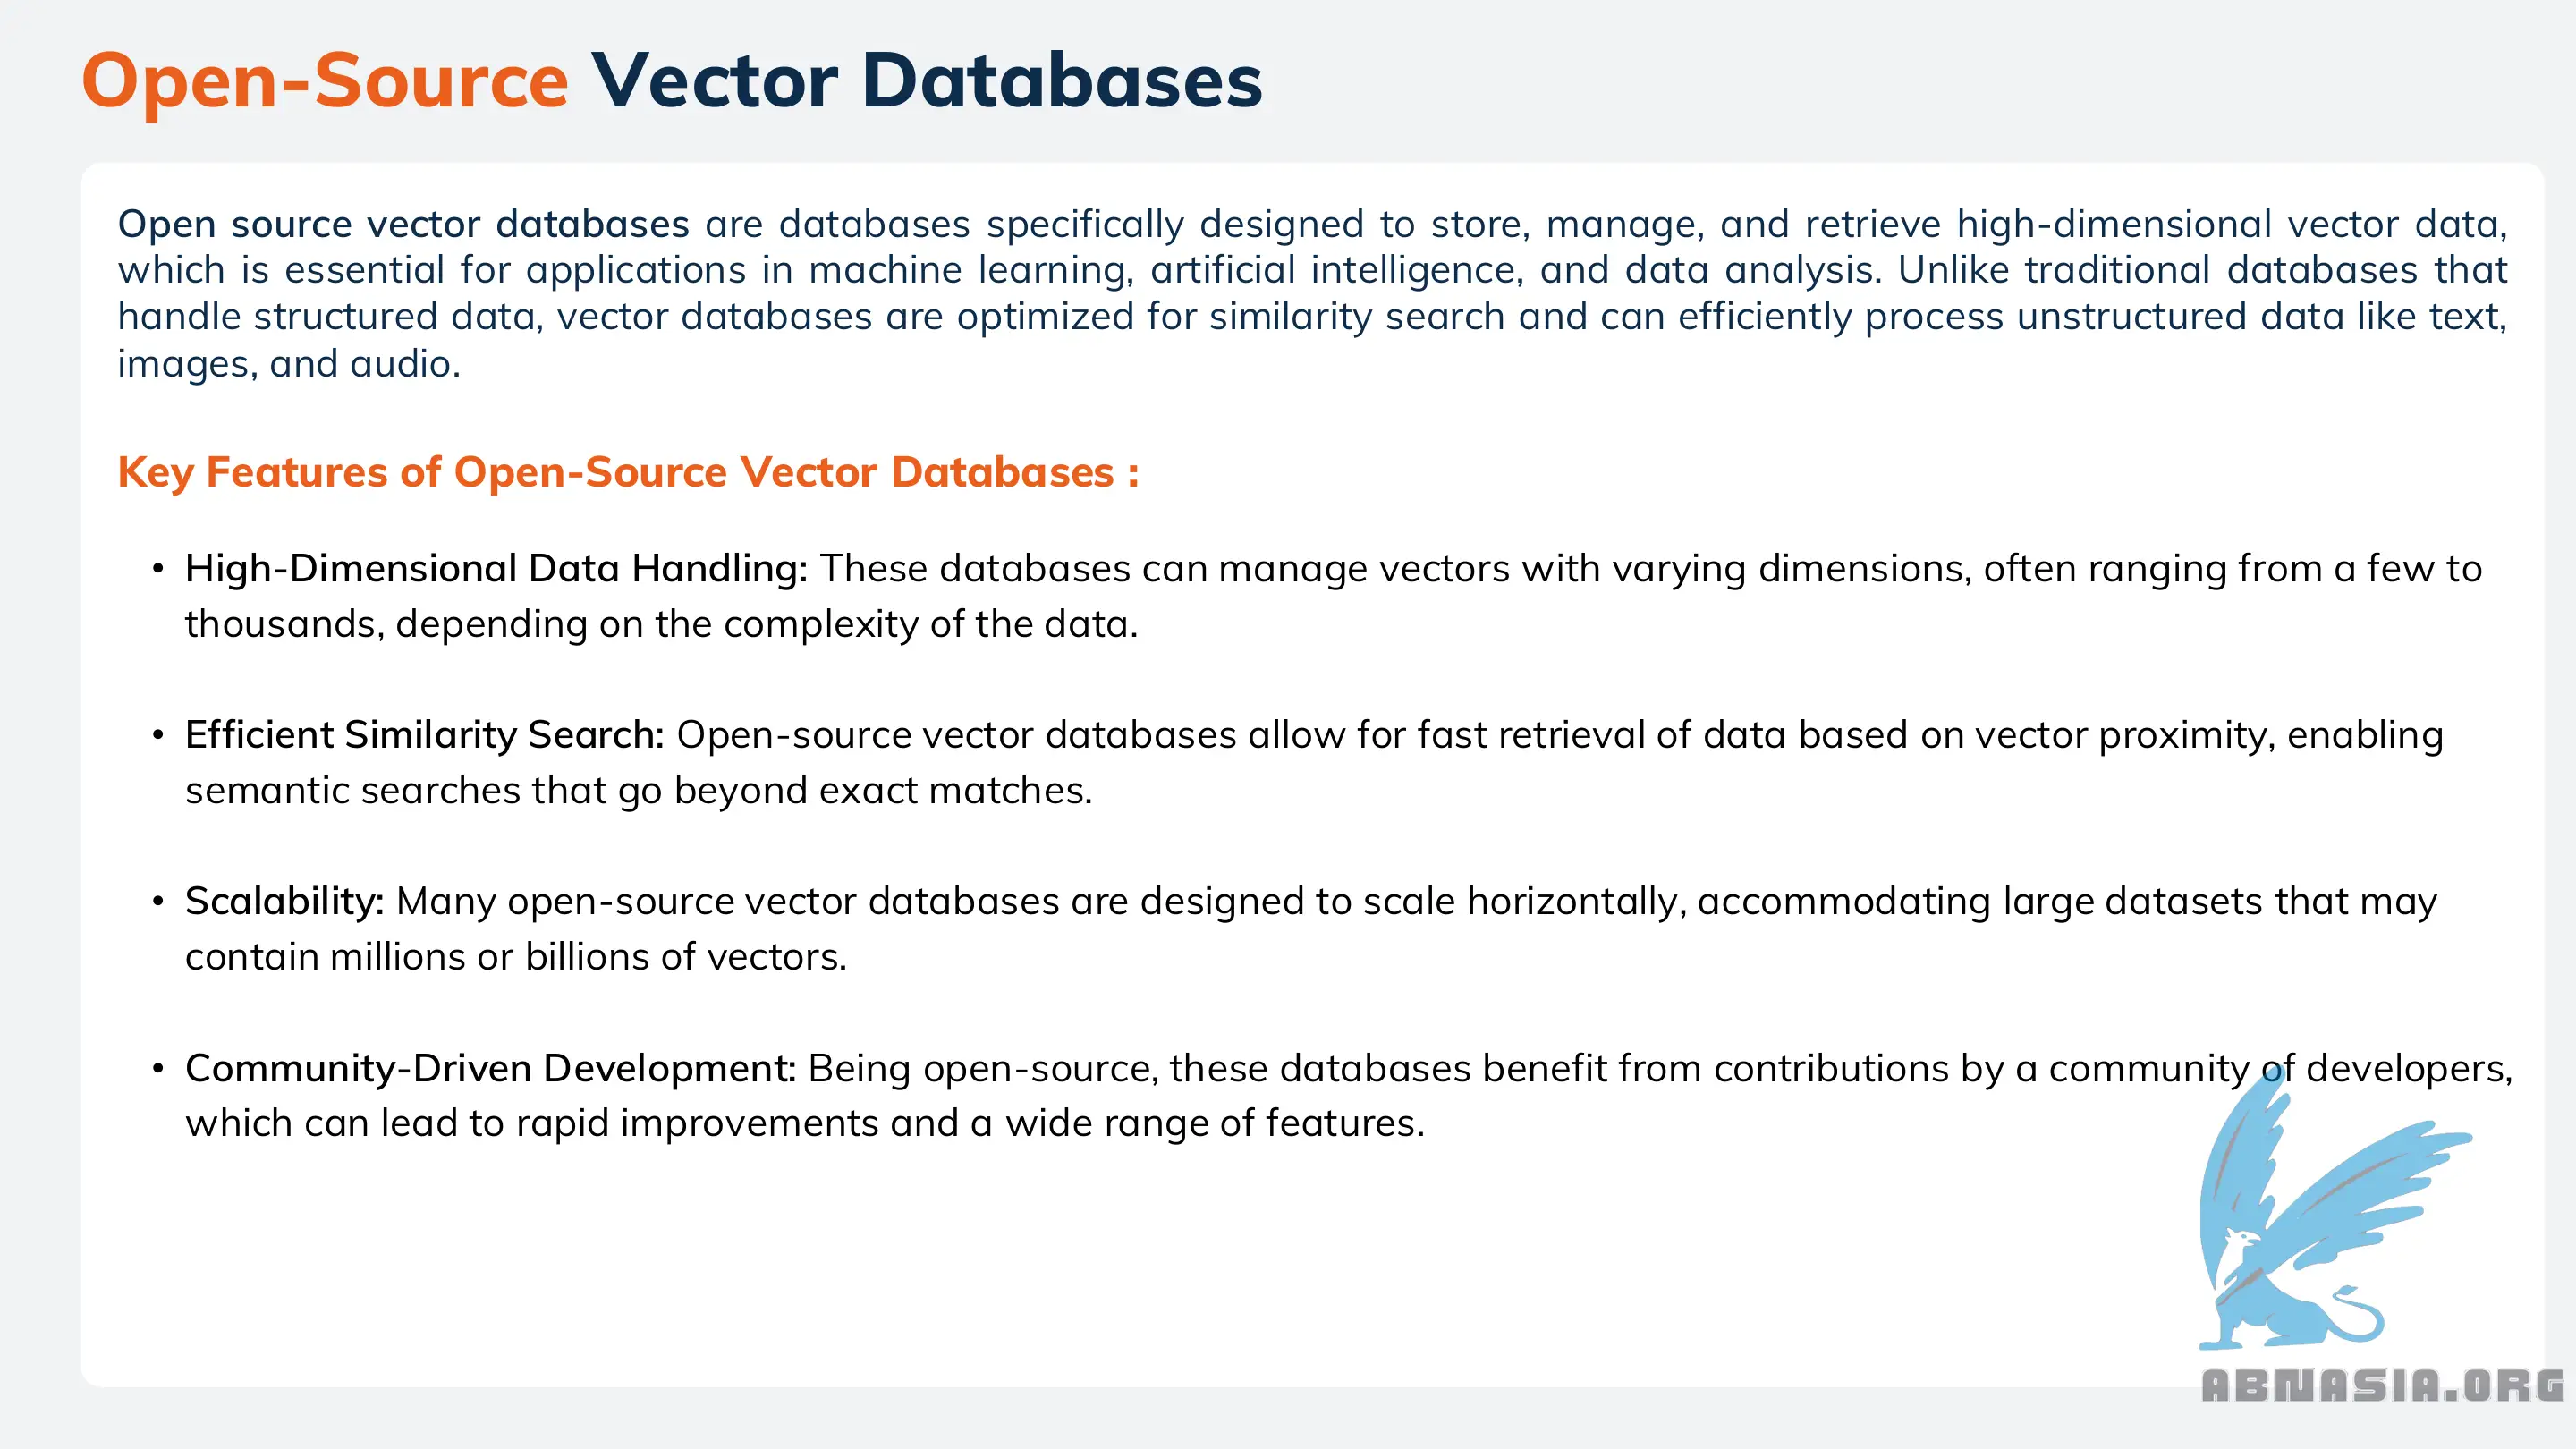 Open-Source Vector Databases
Open source vector databases are databases specifically designed to store, manage, and retrieve high-dimensional vector data,
which is essential for applications in machine learning, artificial intelligence, and data analysis. Unlike traditional databases that
handle structured data, vector databases are optimized for similarity search and can efficiently process unstructured data like text,
images, and audio.
Key Features of Open-Source Vector Databases :
• High-Dimensional Data Handling: These databases can manage vectors with varying dimensions, often ranging from a few to
thousands, depending on the complexity of the data.
• Efficient Similarity Search: Open-source vector databases allow for fast retrieval of data based on vector proximity, enabling
semantic searches that go beyond exact matches.
• Scalability: Many open-source vector databases are designed to scale horizontally, accommodating large datasets that may
contain millions or billions of vectors.
• Community-Driven Development: Being open-source, these databases benefit from contributions by a community of developers,
which can lead to rapid improvements and a wide range of features.
ABNASIA.ORG